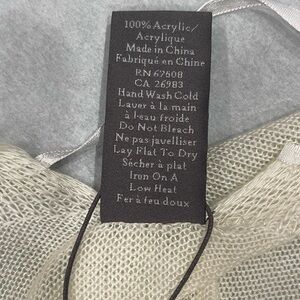 100% Acrylic/
Acrylique
Made in China
Fabriqué en Chine
RN 67608
CA 26983
Hand Wash Cold
Laver à la main
à l'eau froide
Do Not Bleach
Ne pas javelliser
Lay Flat To Dry
Sécher à plat
Iron On A
Low Heat
Fer à feu doux